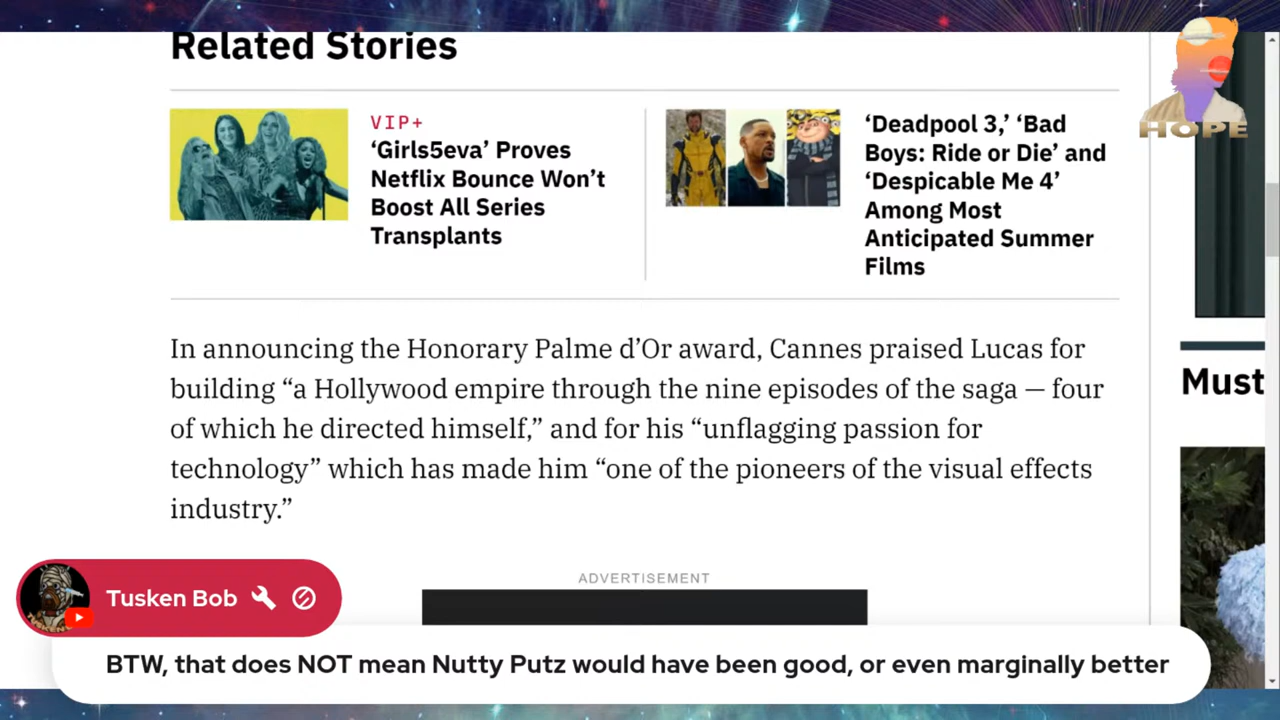 Related Stories
HOPE
VIP+
‘Girls5eva’ Proves
Netflix Bounce Won’t
Boost All Series
Transplants
‘Deadpool 3,’ ‘Bad
Boys: Ride or Die’ and
‘Despicable Me 4’
Among Most
Anticipated Summer
Films
In announcing the Honorary Palme d’Or award, Cannes praised Lucas for
building “a Hollywood empire through the nine episodes of the saga — four
of which he directed himself,” and for his “unflagging passion for
technology” which has made him “one of the pioneers of the visual effects
industry.”
Must
ADVERTISEMENT
Tusken Bob
BTW, that does NOT mean Nutty Putz would have been good, or even marginally better